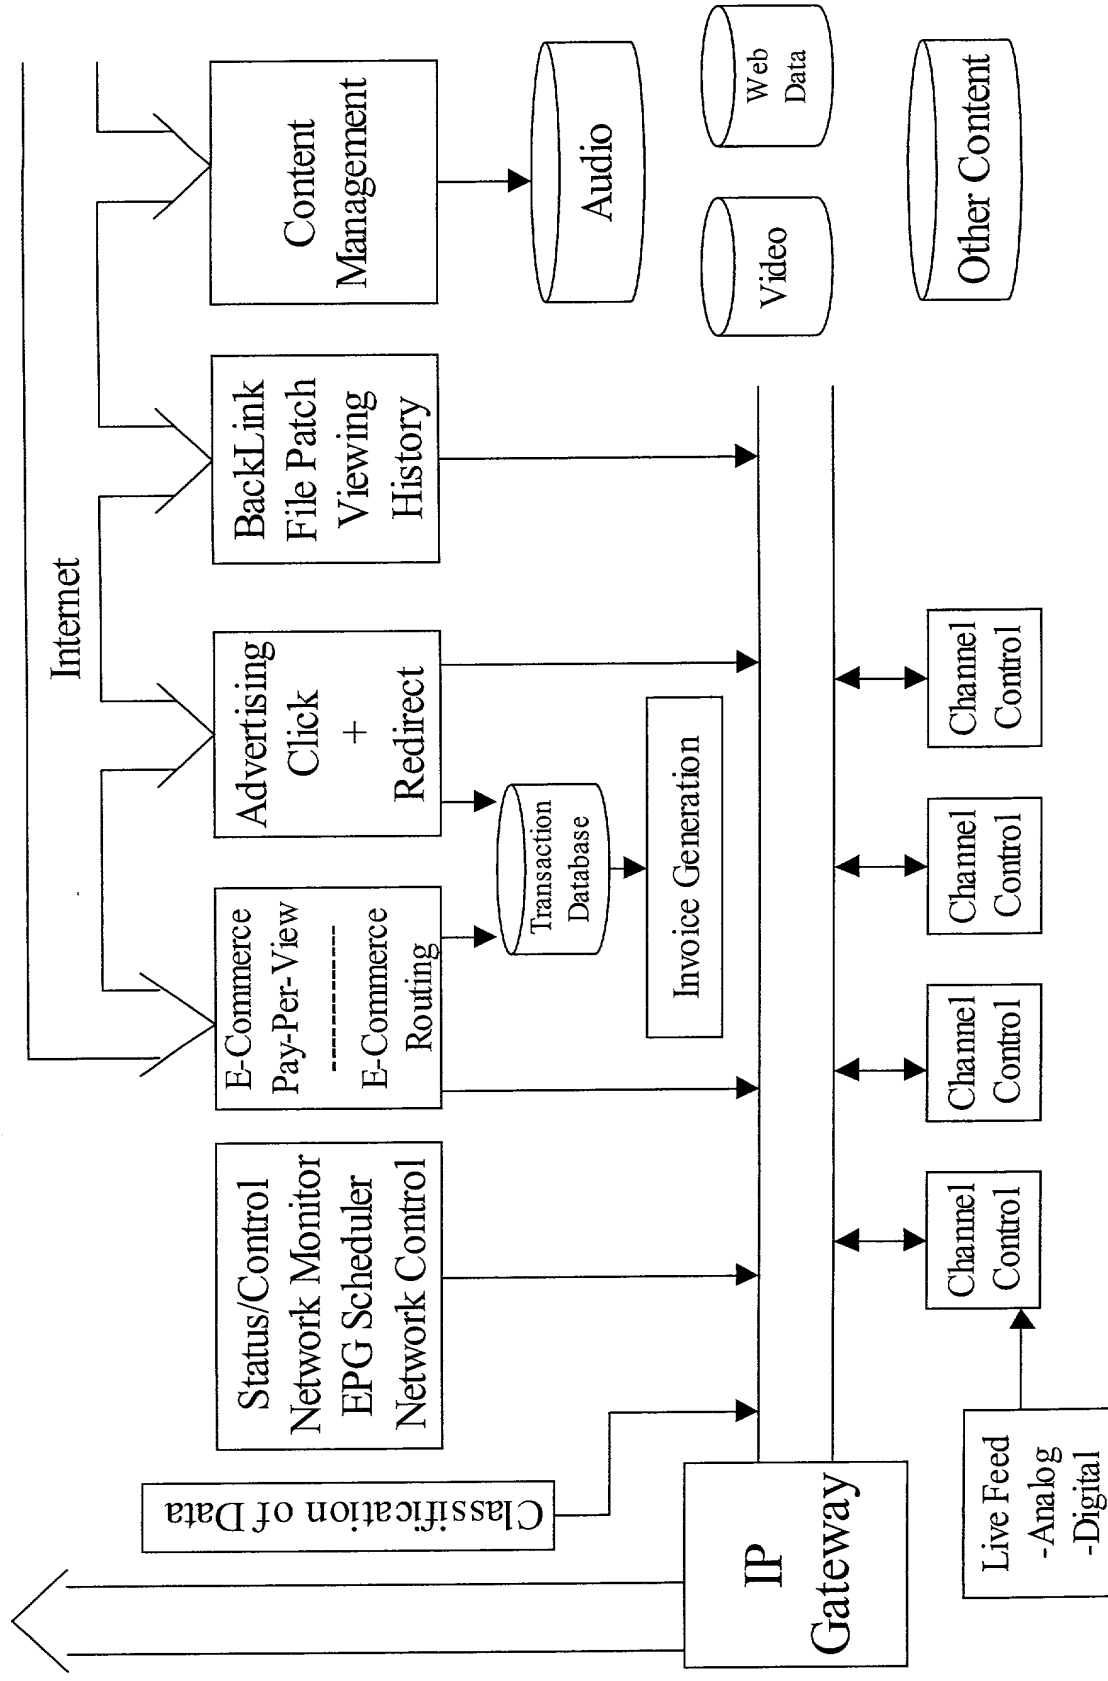 Internet
Content
Management
BackLink
File Patch
Viewing
History
Advertising
Click
+
Redirect
E-Commerce
Pay-Per-View
----------
E-Commerce
Routing
Status/Control
Network Monitor
EPG Scheduler
Network Control
Classification of Data
Audio
Web
Data
Video
Other Content
Transaction
Database
Invoice Generation
IP
Gateway
Channel
Control
Channel
Control
Channel
Control
Channel
Control
Live Feed
-Analog
-Digital